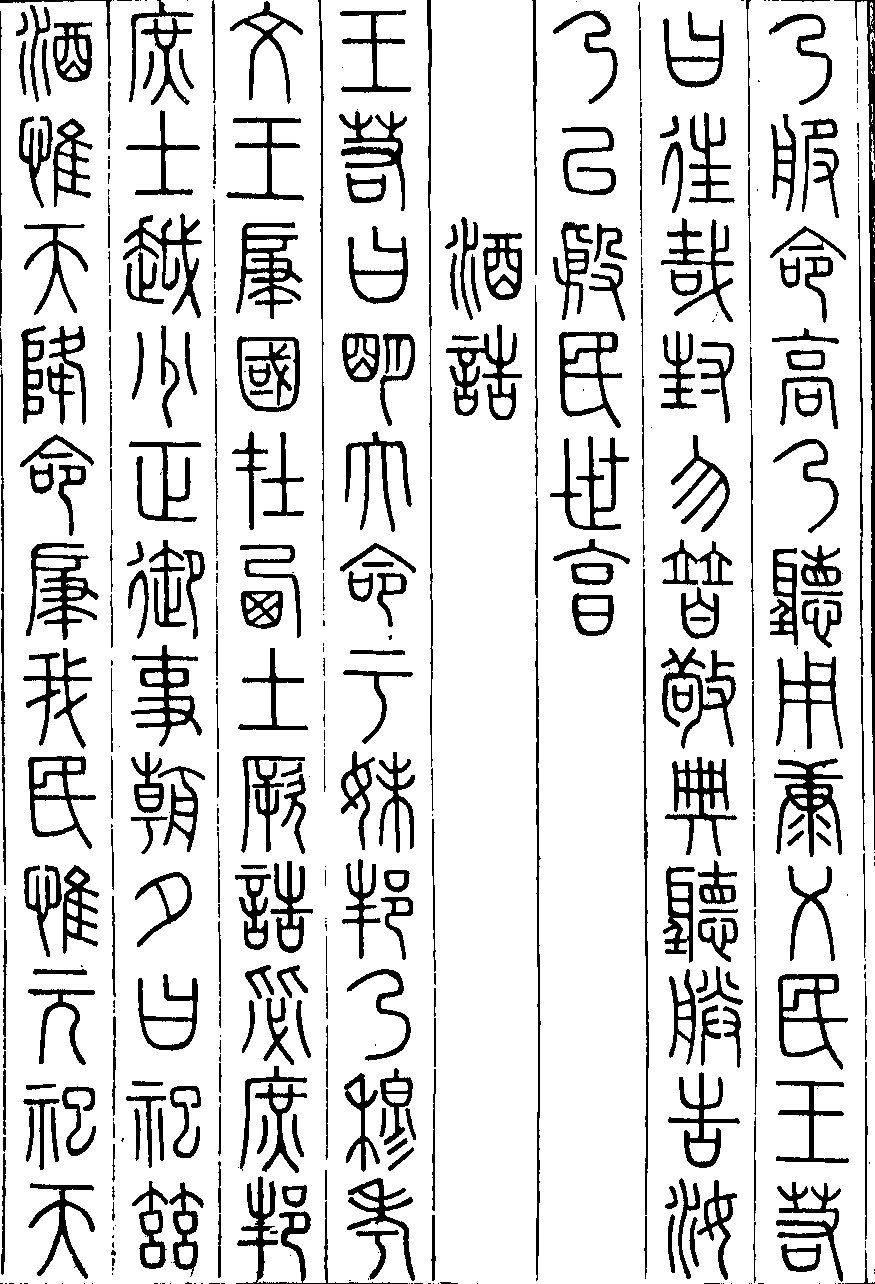 乃服命高乃聽用康乂民王若
曰往哉封勿替敬典聽朕告汝
乃以殷民世享
酒誥
王若曰明大命于妹邦乃穆考
文王肇國在西土厥誥毖庶邦
庶士越少正御事朝夕曰祀茲
酒惟天降命肇我民惟元祀天